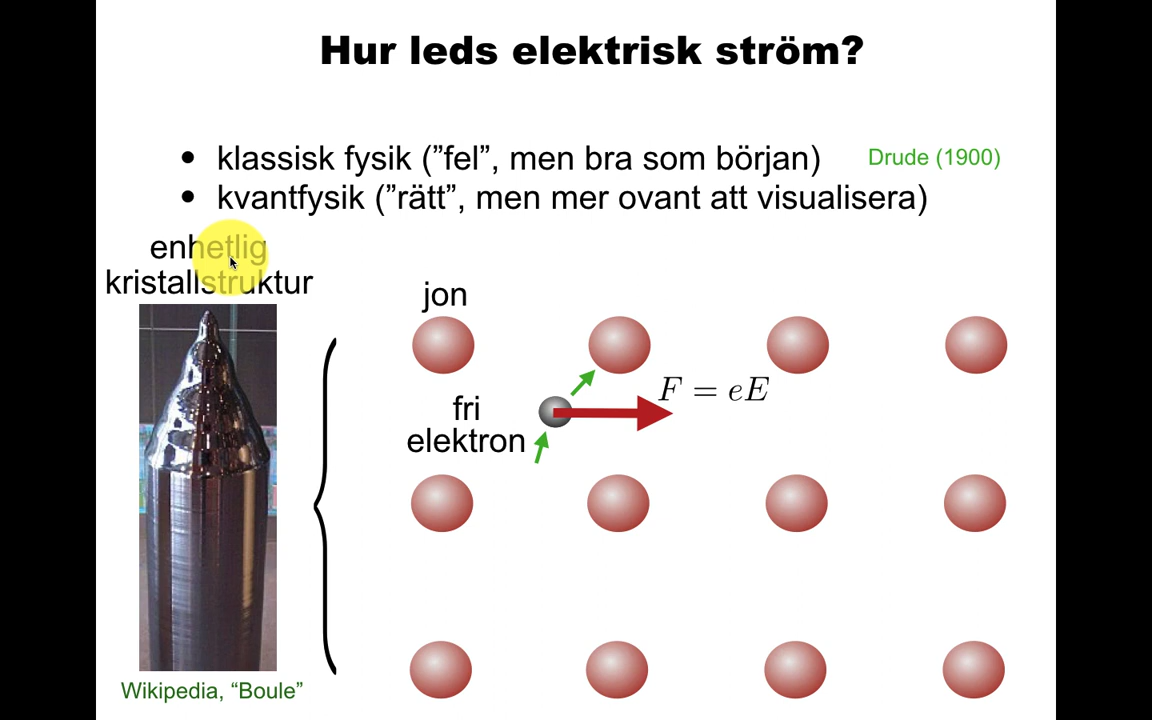 Hur leds elektrisk ström?
• klassisk fysik (”fel”, men bra som början)
Drude (1900)
• kvantfysik (”rätt”, men mer ovant att visualisera)
enhetlig
kristallstruktur
jon
F = eE
fri
elektron
Wikipedia, “Boule”